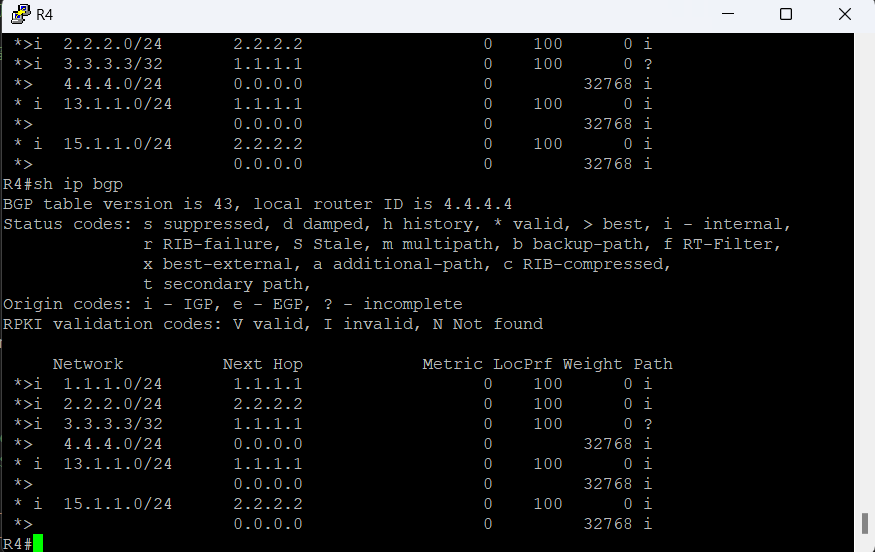 R4
*>i  2.2.2.0/24       2.2.2.2                  0    100      0 i
*>i  3.3.3.3/32       1.1.1.1                  0    100      0 ?
*>   4.4.4.0/24       0.0.0.0                  0         32768 i
* i  13.1.1.0/24      1.1.1.1                  0    100      0 i
*>                    0.0.0.0                  0         32768 i
* i  15.1.1.0/24      2.2.2.2                  0    100      0 i
*>                    0.0.0.0                  0         32768 i
R4#sh ip bgp
BGP table version is 43, local router ID is 4.4.4.4
Status codes: s suppressed, d damped, h history, * valid, > best, i - internal,
              r RIB-failure, S Stale, m multipath, b backup-path, f RT-Filter,
              x best-external, a additional-path, c RIB-compressed,
              t secondary path,
Origin codes: i - IGP, e - EGP, ? - incomplete
RPKI validation codes: V valid, I invalid, N Not found
     Network          Next Hop            Metric LocPrf Weight Path
*>i  1.1.1.0/24       1.1.1.1                  0    100      0 i
*>i  2.2.2.0/24       2.2.2.2                  0    100      0 i
*>i  3.3.3.3/32       1.1.1.1                  0    100      0 ?
*>   4.4.4.0/24       0.0.0.0                  0         32768 i
* i  13.1.1.0/24      1.1.1.1                  0    100      0 i
*>                    0.0.0.0                  0         32768 i
* i  15.1.1.0/24      2.2.2.2                  0    100      0 i
*>                    0.0.0.0                  0         32768 i
R4#